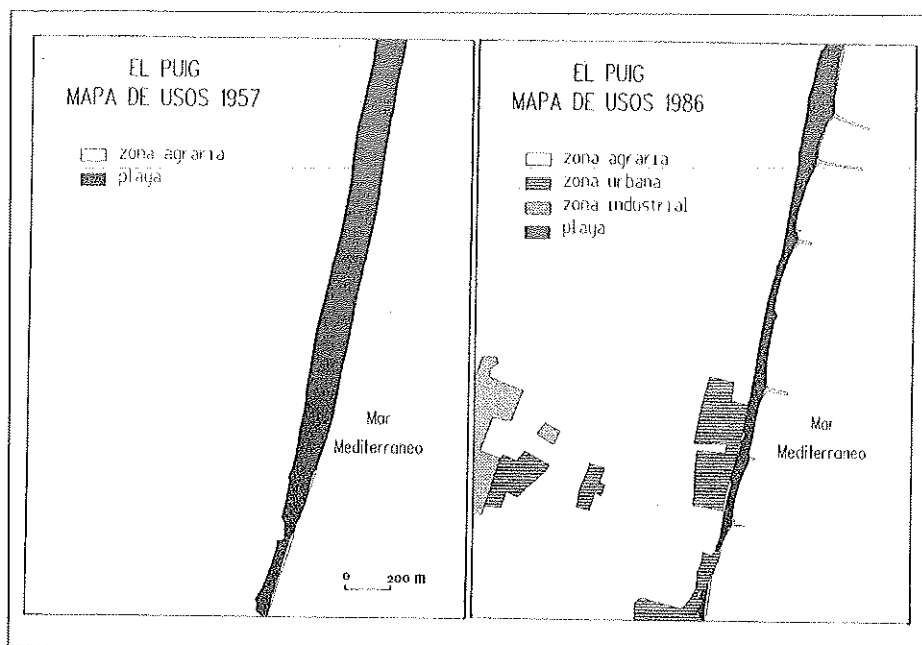 EL PUIG
MAPA DE USOS 1957
zona agraria
playa
Mar
Mediterraneo
0 200 m
EL PUIG
MAPA DE USOS 1986
zona agraria
zona urbana
zona industrial
playa
Mar
Mediterraneo